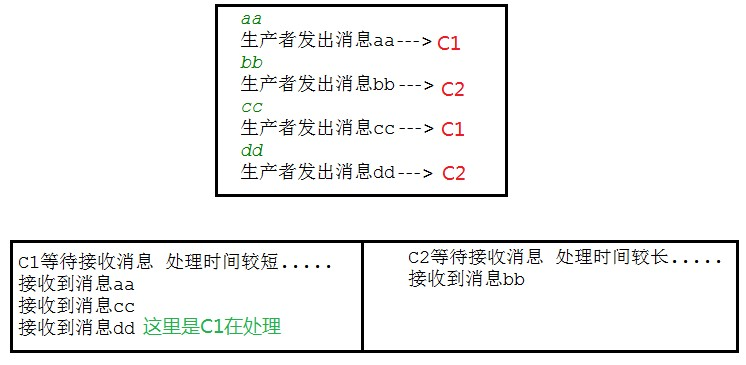 aa
生产者发出消息aa---> C1
bb
生产者发出消息bb---> C2
cc
生产者发出消息cc---> C1
dd
生产者发出消息dd---> C2
C1等待接收消息 处理时间较短.....
接收到消息aa
接收到消息cc
接收到消息dd 这里是C1在处理
C2等待接收消息 处理时间较长.....
接收到消息bb